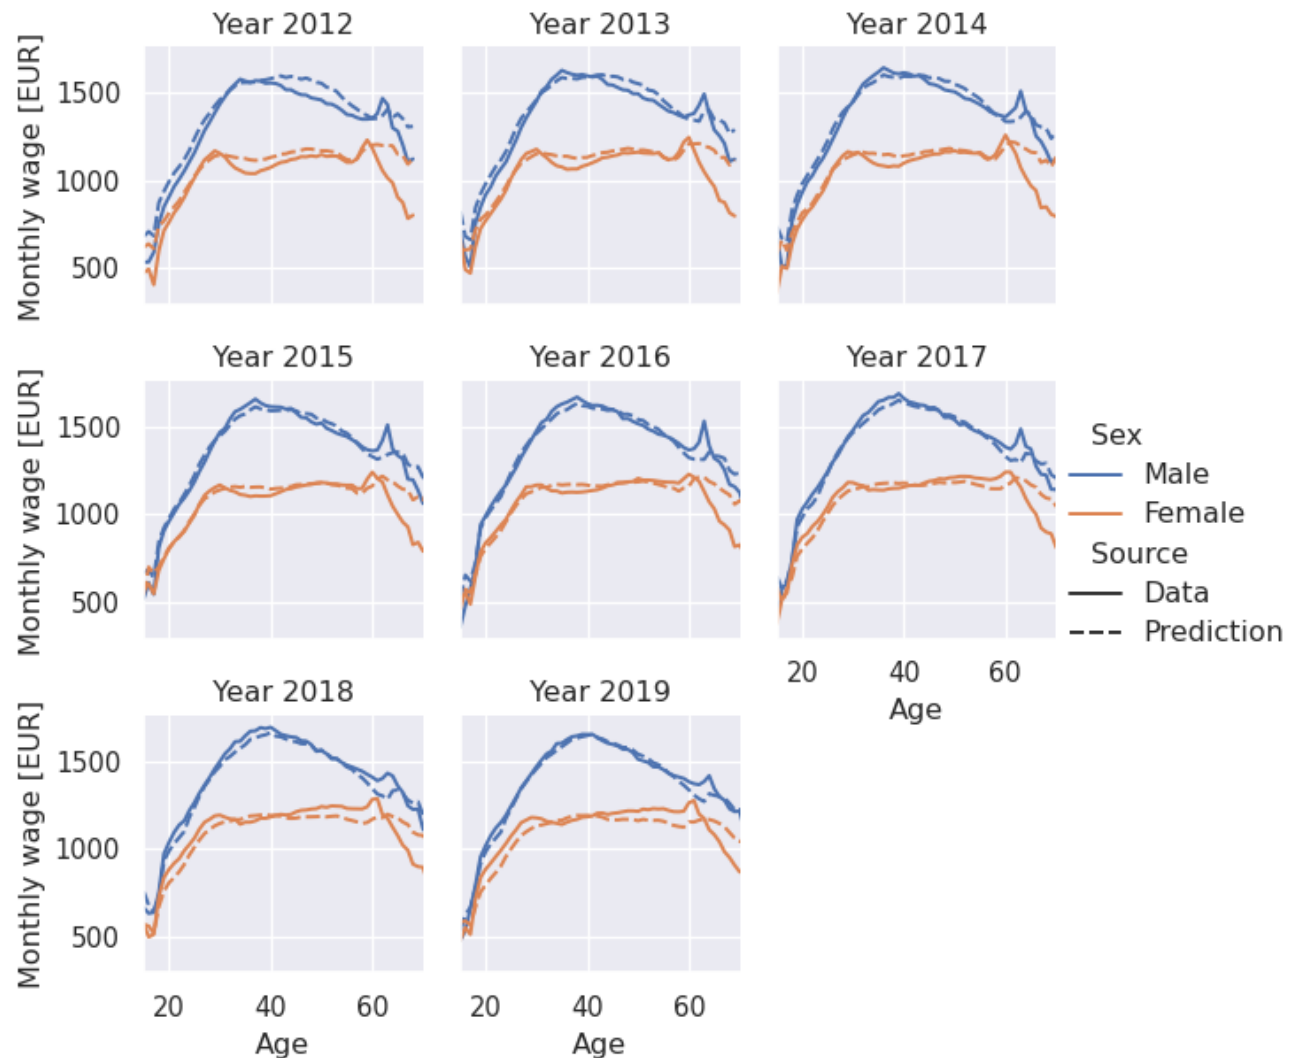 Year 2012
Year 2013
Year 2014
Monthly wage [EUR]
1500
1000
500
Year 2015
Year 2016
Year 2017
Monthly wage [EUR]
1500
1000
500
Sex
Male
Female
Source
Data
Prediction
20 40 60
Age
Year 2018
Year 2019
Monthly wage [EUR]
1500
1000
500
20 40 60
Age
20 40 60
Age